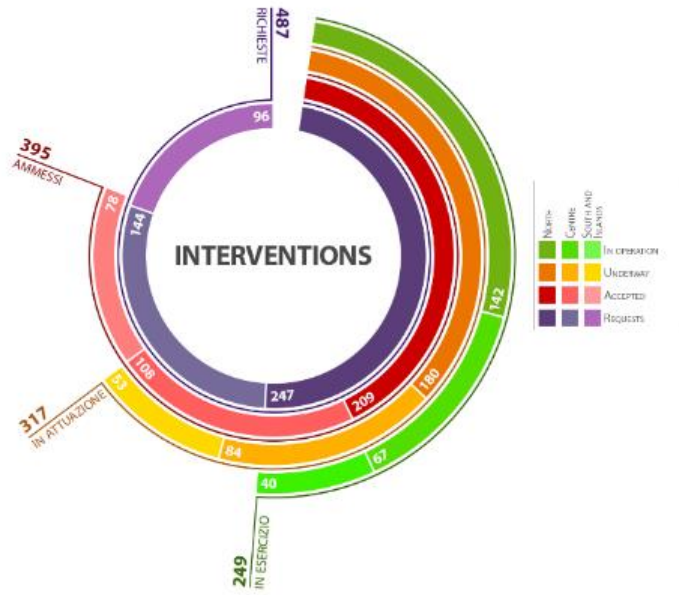 487
RICHIESTE
96
395
AMMESSI
78
144
INTERVENTIONS
NORTH
CENTRE
SOUTH AND
ISLANDS
IN OPERATION
UNDERWAY
ACCEPTED
REQUESTS
142
108
53
247
209
180
317
IN ATTUAZIONE
84
67
40
249
IN ESERCIZIO